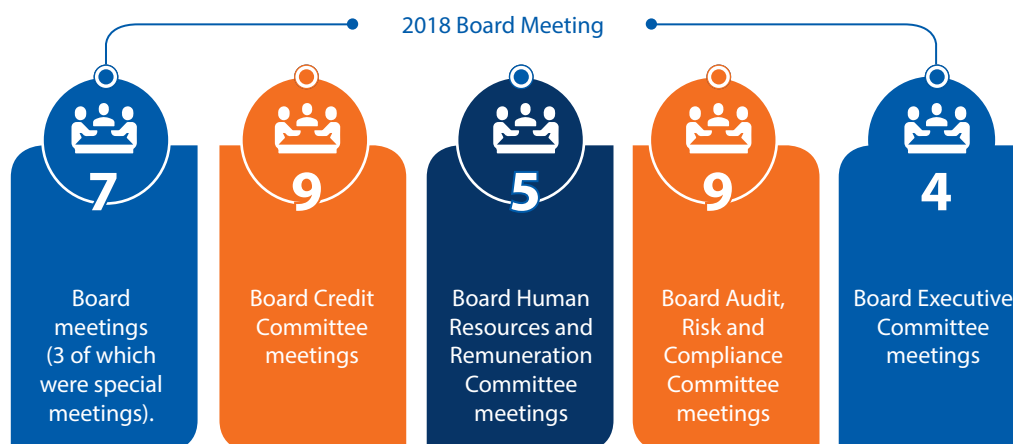 2018 Board Meeting
7
Board
meetings
(3 of which
were special
meetings).
9
Board Credit
Committee
meetings
5
Board Human
Resources and
Remuneration
Committee
meetings
9
Board Audit,
Risk and
Compliance
Committee
meetings
4
Board Executive
Committee
meetings